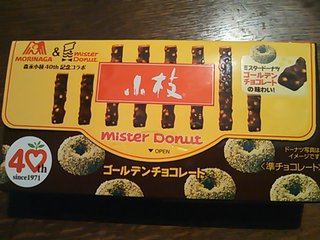 MORINAGA
&
mister Donut
森永小枝 40th 記念コラボ
ミスタードーナツ
ゴールデン
チョコレート
の味わい!
小枝
mister Donut
▼OPEN
40th
since1971
ゴールデンチョコレート
ドーナツ写真は
イメージです
〈準チョコレート〉